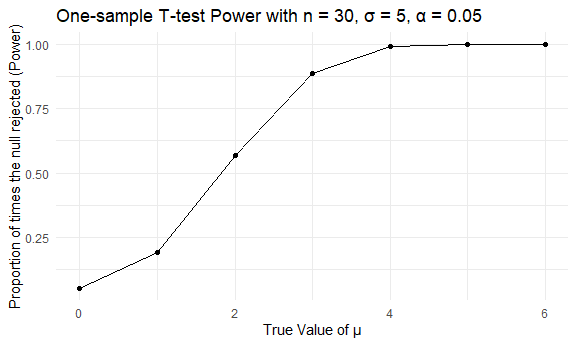 One-sample T-test Power with n = 30, σ = 5, α = 0.05
Proportion of times the null rejected (Power)
1.00
0.75
0.50
0.25
0 2 4 6
True Value of μ